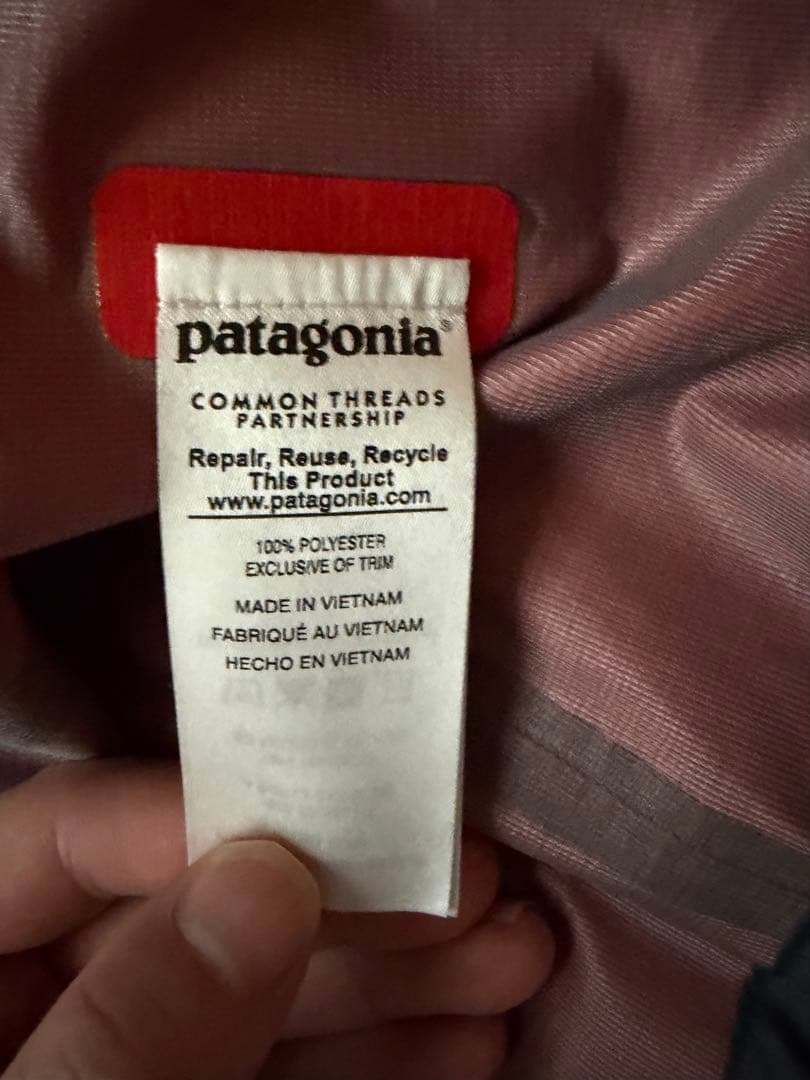 patagonia®
COMMON THREADS
PARTNERSHIP
Repair, Reuse, Recycle
This Product
www.patagonia.com
100% POLYESTER
EXCLUSIVE OF TRIM
MADE IN VIETNAM
FABRIQUÉ AU VIETNAM
HECHO EN VIETNAM